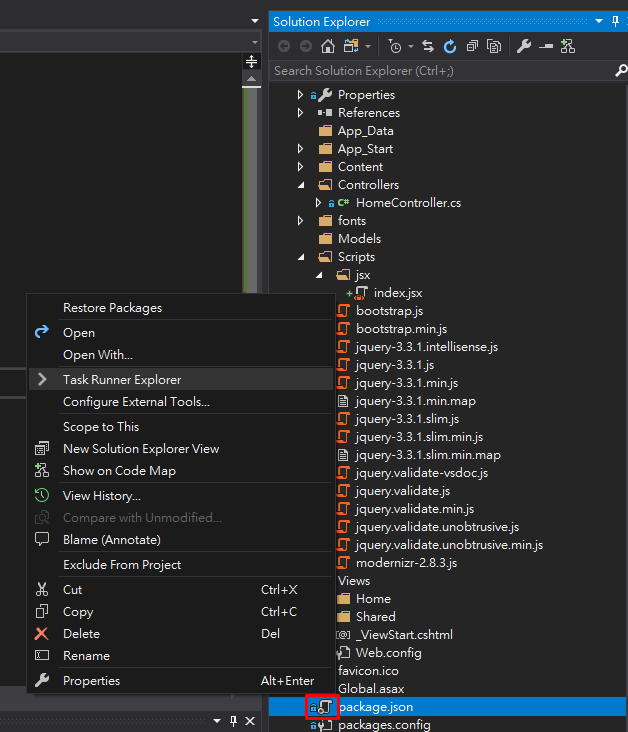 Solution Explorer
Search Solution Explorer (Ctrl+;)
Properties
References
App_Data
App_Start
Content
Controllers
C# HomeController.cs
fonts
Models
Scripts
jsx
index.jsx
bootstrap.js
bootstrap.min.js
jquery-3.3.1.intellisense.js
jquery-3.3.1.js
jquery-3.3.1.min.js
jquery-3.3.1.min.map
jquery-3.3.1.slim.js
jquery-3.3.1.slim.min.js
jquery-3.3.1.slim.min.map
jquery.validate-vsdoc.js
jquery.validate.js
jquery.validate.min.js
jquery.validate.unobtrusive.js
jquery.validate.unobtrusive.min.js
modernizr-2.8.3.js
Views
Home
Shared
_ViewStart.cshtml
Web.config
favicon.ico
Global.asax
package.json
packages.config
Restore Packages
Open
Open With...
Task Runner Explorer
Configure External Tools...
Scope to This
New Solution Explorer View
Show on Code Map
View History...
Compare with Unmodified...
Blame (Annotate)
Exclude From Project
Cut Ctrl+X
Copy Ctrl+C
Delete Del
Rename
Properties Alt+Enter